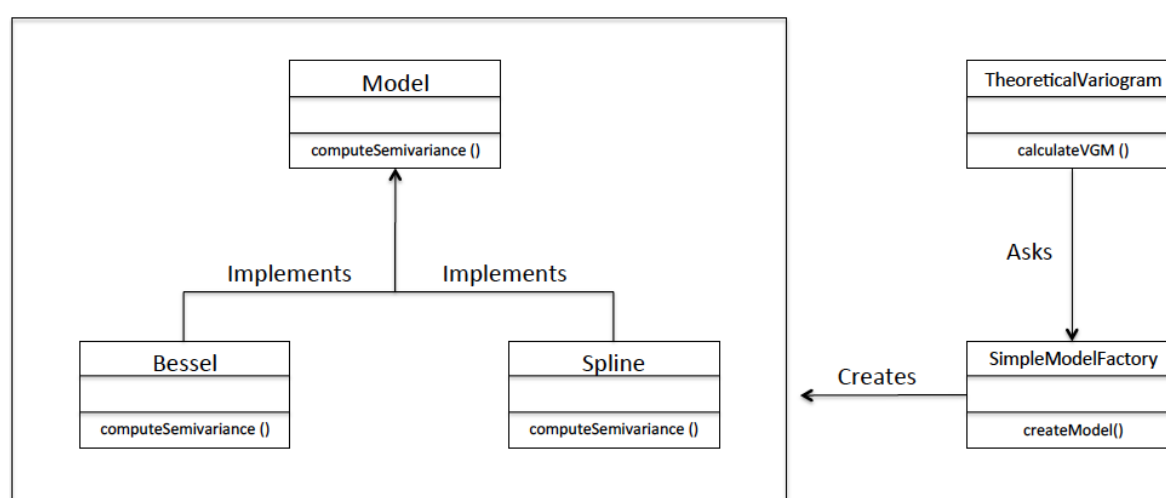 Model
computeSemivariance ()
TheoreticalVariogram
calculateVGM ()
Implements
Implements
Asks
Bessel
computeSemivariance ()
Spline
computeSemivariance ()
Creates
SimpleModelFactory
createModel()